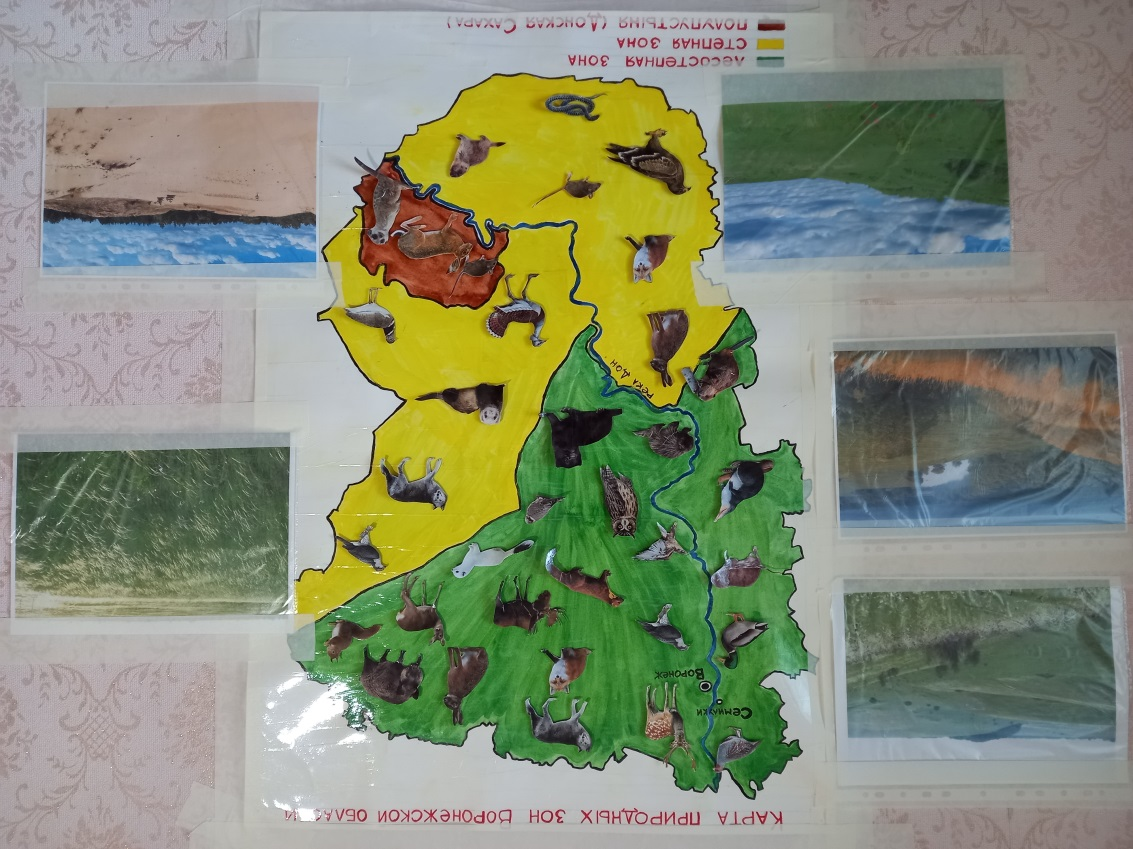 КАРТА ПРИРОДНЫХ ЗОН ВОРОНЕЖСКОЙ ОБЛАСТИ
СЕМИЛУКИ
ВОРОНЕЖ
РЕКА ДОН
ЛЕСОСТЕПНАЯ ЗОНА
СТЕПНАЯ ЗОНА
ПОЛУПУСТЫНЯ (ДОНСКАЯ САХАРА)